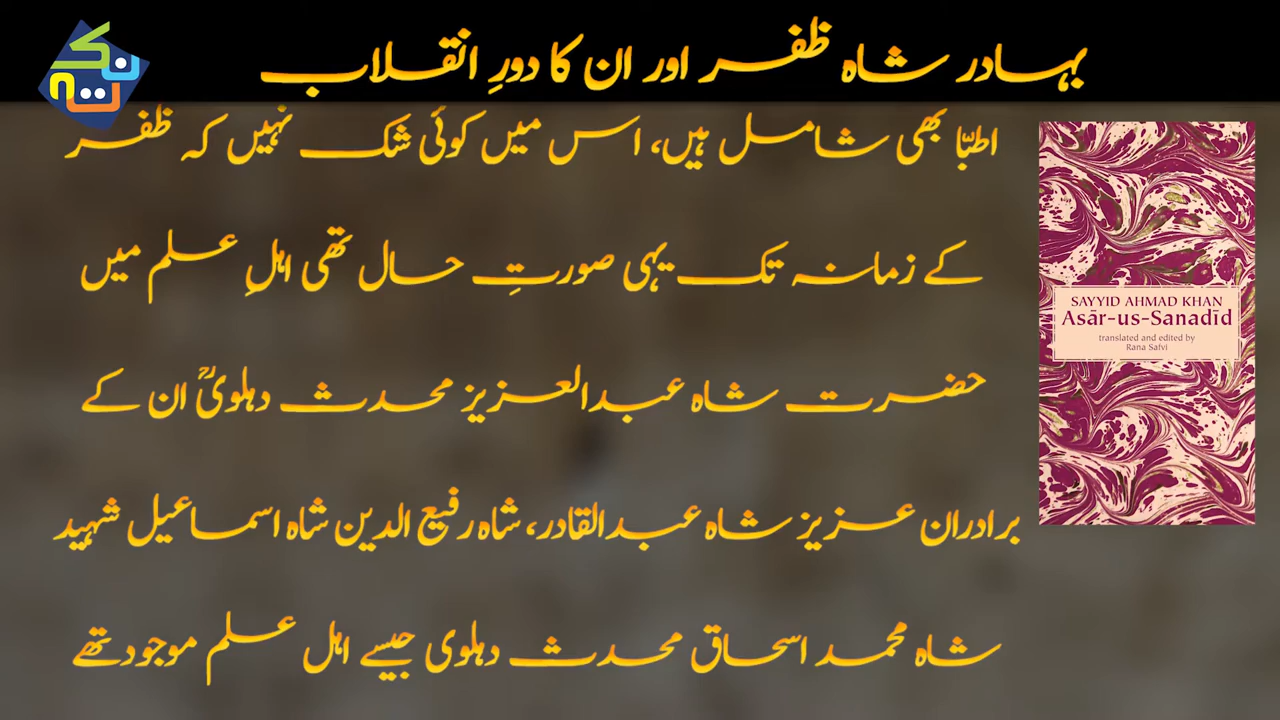 بہادر شاہ ظفر اور ان کا دورِ انقلاب
اطبّا بھی شامل ہیں، اس میں کوئی شک نہیں کہ ظفر
کے زمانہ تک یہی صورتِ حال تھی اہلِ علم میں
حضرت شاہ عبدالعزیز محدث دہلویؒ ان کے
برادران عزیز شاہ عبدالقادر، شاہ رفیع الدین شاہ اسماعیل شہید
شاہ محمد اسحاق محدث دہلوی جیسے اہل علم موجود تھے
SAYYID AHMAD KHAN
Asār-us-Sanadīd
translated and edited by
Rana Safvi